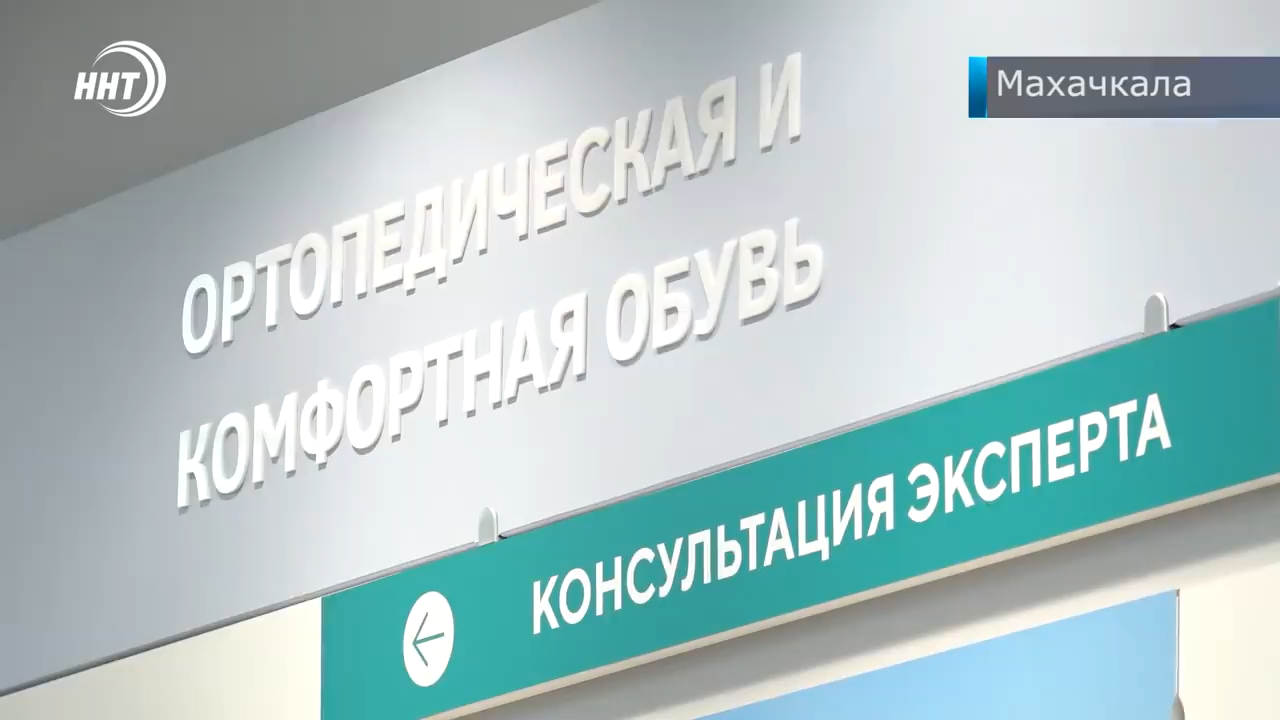 ННТ
Махачкала
ОРТОПЕДИЧЕСКАЯ И
КОМФОРТНАЯ ОБУВЬ
КОНСУЛЬТАЦИЯ ЭКСПЕРТА